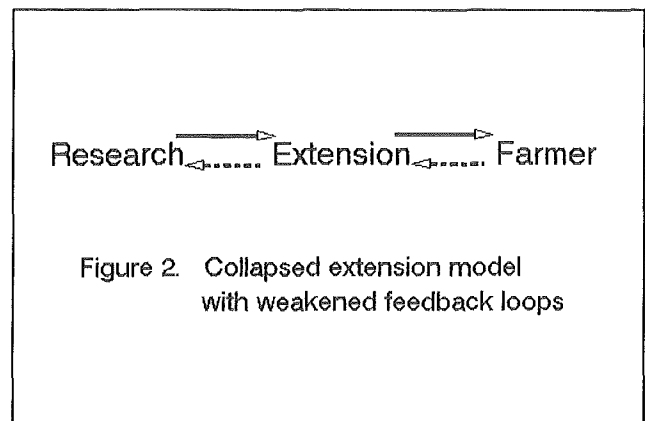 Research Extension Farmer
Figure 2. Collapsed extension model
with weakened feedback loops